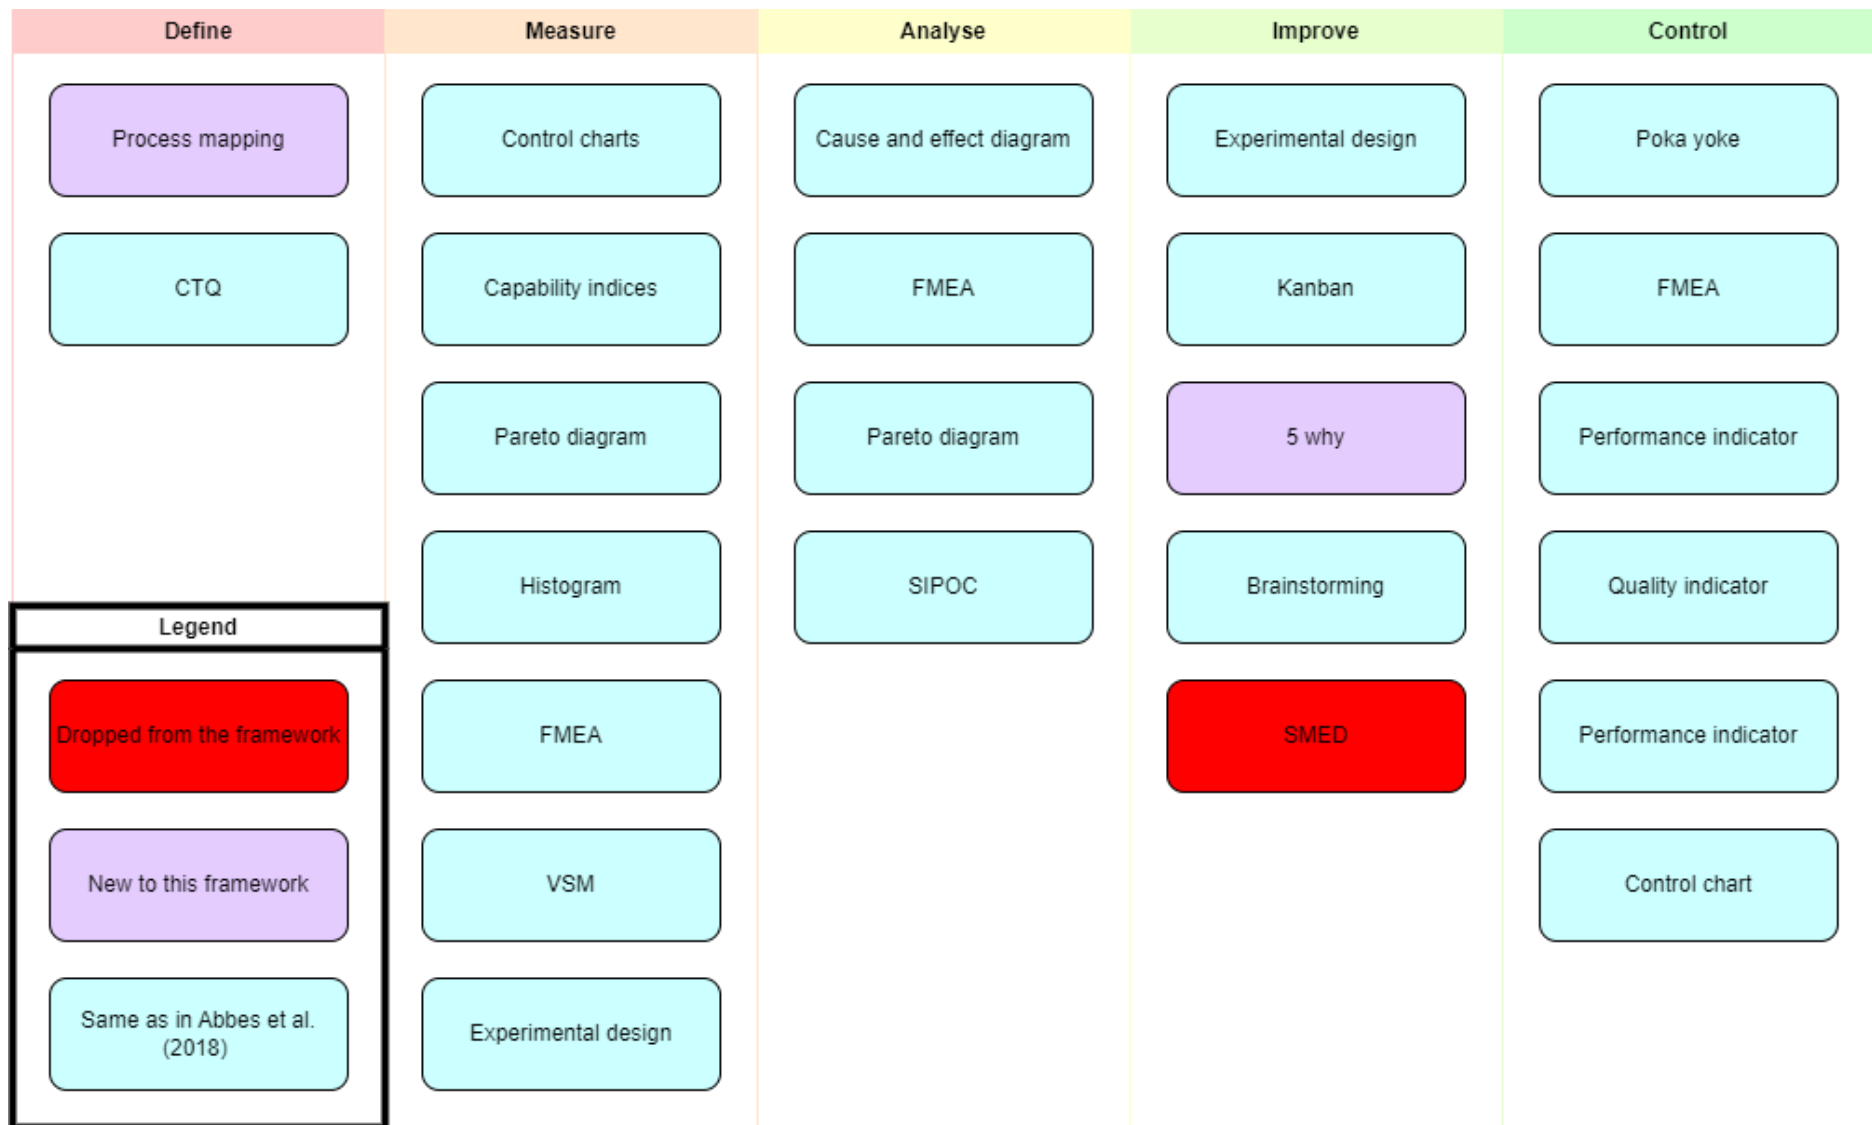 Define
Measure
Analyse
Improve
Control
Process mapping
Control charts
Cause and effect diagram
Experimental design
Poka yoke
CTQ
Capability indices
FMEA
Kanban
FMEA
Pareto diagram
Pareto diagram
5 why
Performance indicator
Histogram
SIPOC
Brainstorming
Quality indicator
Legend
Dropped from the framework
FMEA
SMED
Performance indicator
New to this framework
VSM
Control chart
Same as in Abbes et al.
(2018)
Experimental design